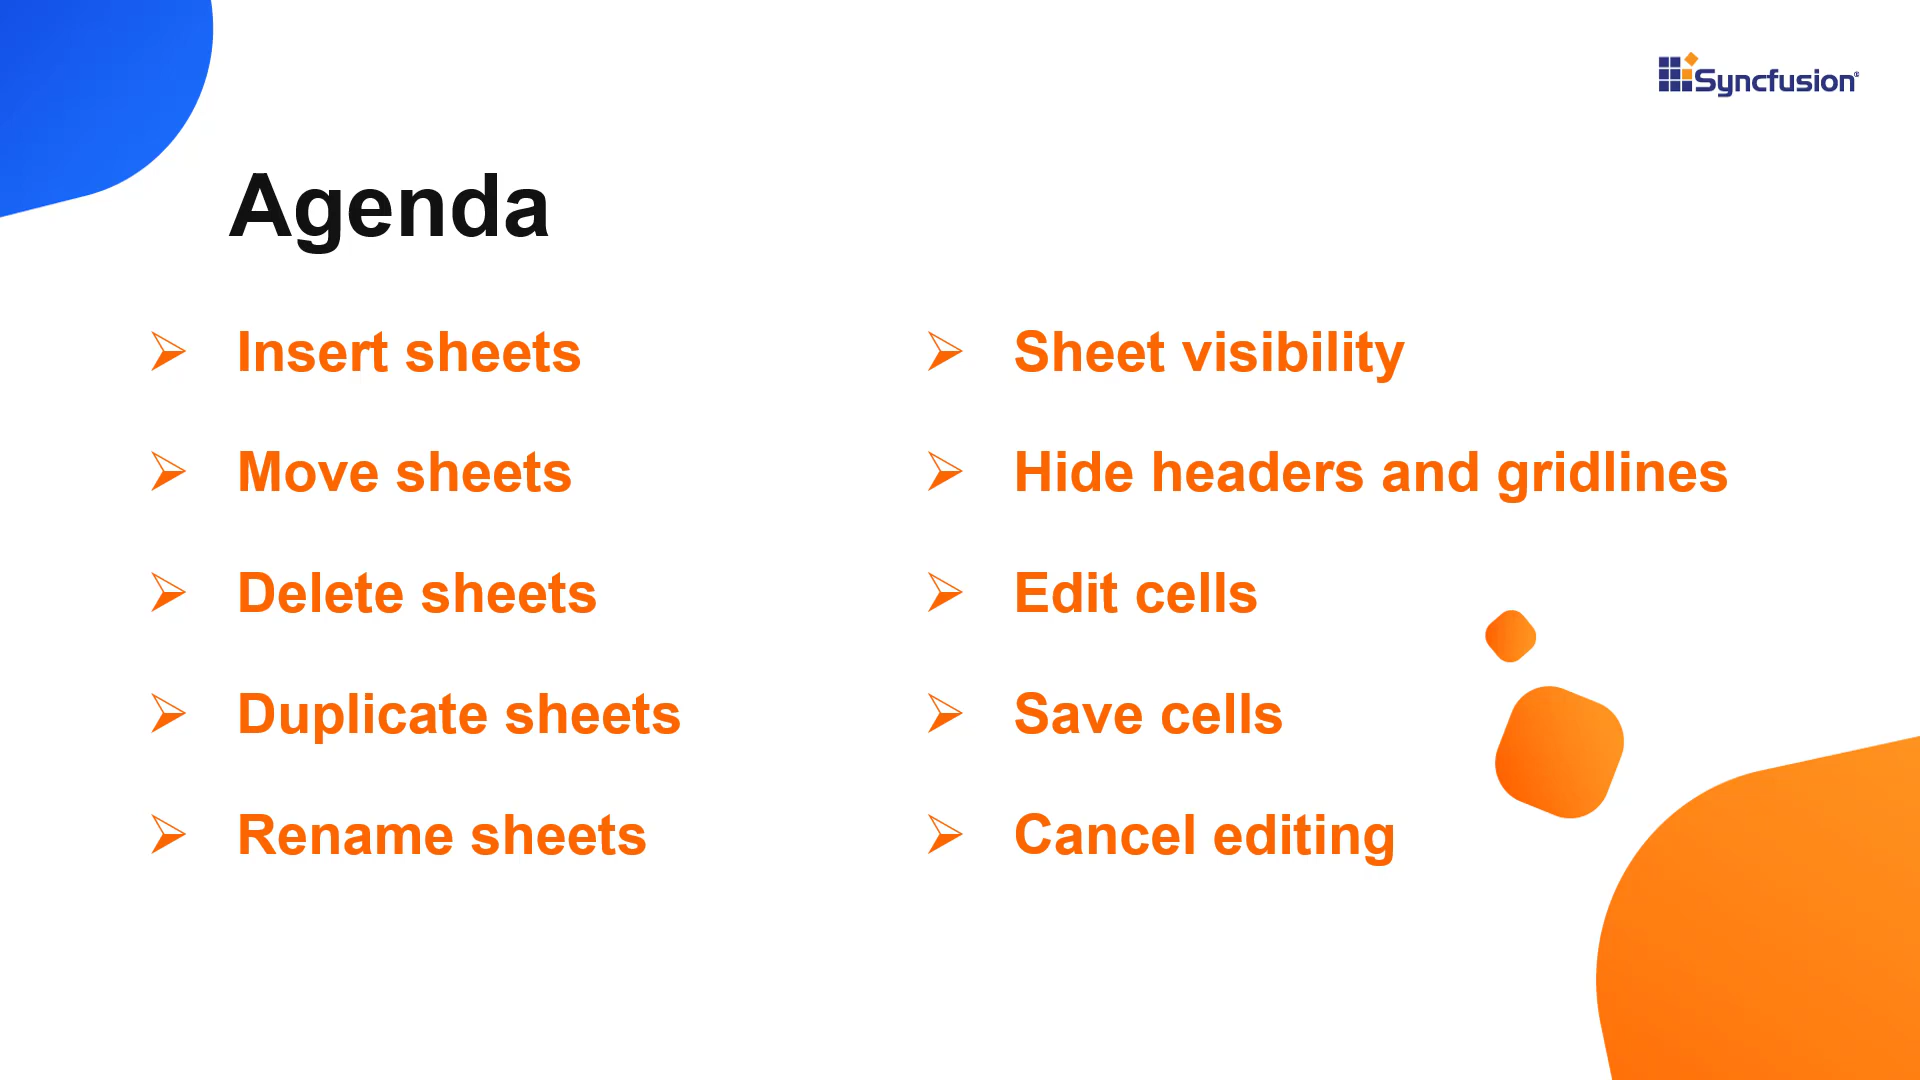 Syncfusion®
Agenda
Insert sheets
Move sheets
Delete sheets
Duplicate sheets
Rename sheets
Sheet visibility
Hide headers and gridlines
Edit cells
Save cells
Cancel editing